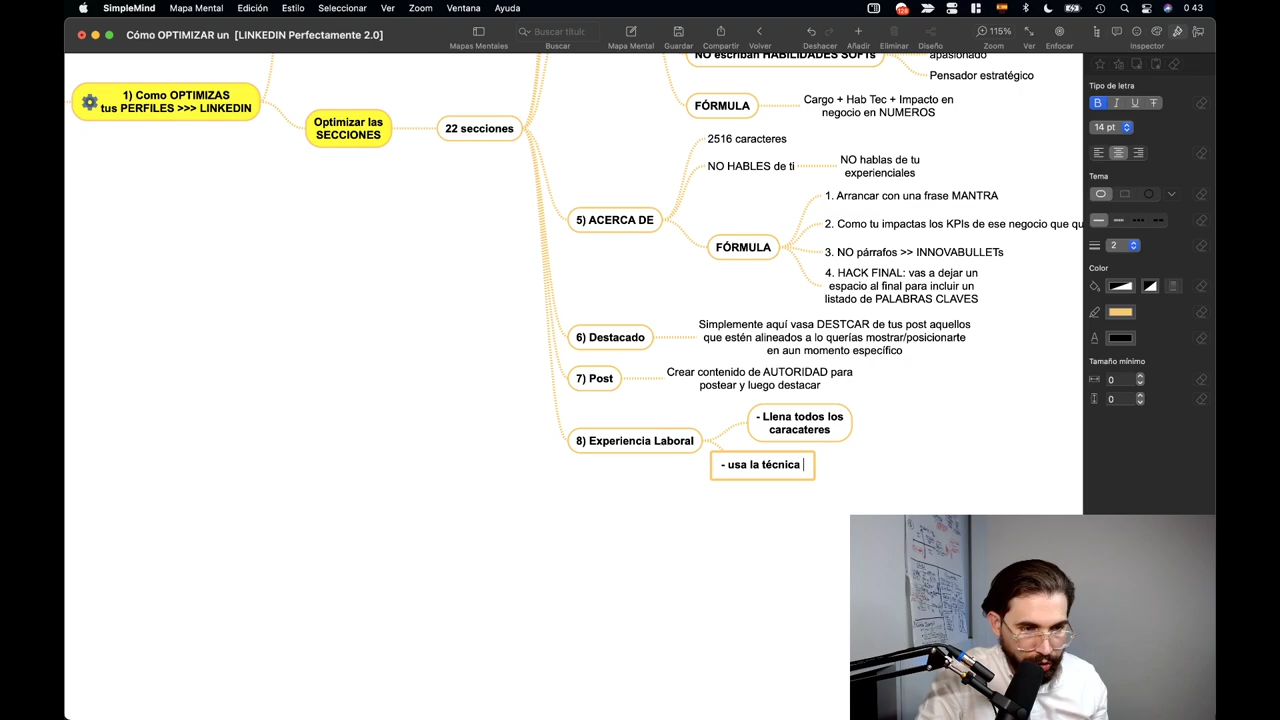 SimpleMind Mapa Mental Edición Estilo Seleccionar Ver Zoom Ventana Ayuda
0 43
Cómo OPTIMIZAR un [LINKEDIN Perfectamente 2.0]
Mapas Mentales
Buscar título
Buscar
Mapa Mental
Guardar
Compartir
Volver
Deshacer
Añadir
Eliminar
Diseño
115%
Zoom
Ver
Enfocar
Inspector
1) Como OPTIMIZAS
tus PERFILES >>> LINKEDIN
Optimizar las
SECCIONES
22 secciones
NO escriban HABILIDADES SOFTs
apasionado
Pensador estratégico
FÓRMULA
Cargo + Hab Tec + Impacto en
negocio en NUMEROS
5) ACERCA DE
2516 caracteres
NO HABLES de ti
NO hablas de tu
experienciales
FÓRMULA
1. Arrancar con una frase MANTRA
2. Como tu impactas los KPIs de ese negocio que qu
3. NO párrafos >> INNOVABULLETs
4. HACK FINAL: vas a dejar un
espacio al final para incluir un
listado de PALABRAS CLAVES
6) Destacado
Simplemente aquí vasa DESTCAR de tus post aquellos
que estén alineados a lo querías mostrar/posicionarte
en aun momento específico
7) Post
Crear contenido de AUTORIDAD para
postear y luego destacar
8) Experiencia Laboral
- Llena todos los
caracateres
- usa la técnica
Tipo de letra
B I U T
14 pt
Tema
2
Color
A
Tamaño mínimo
0
0